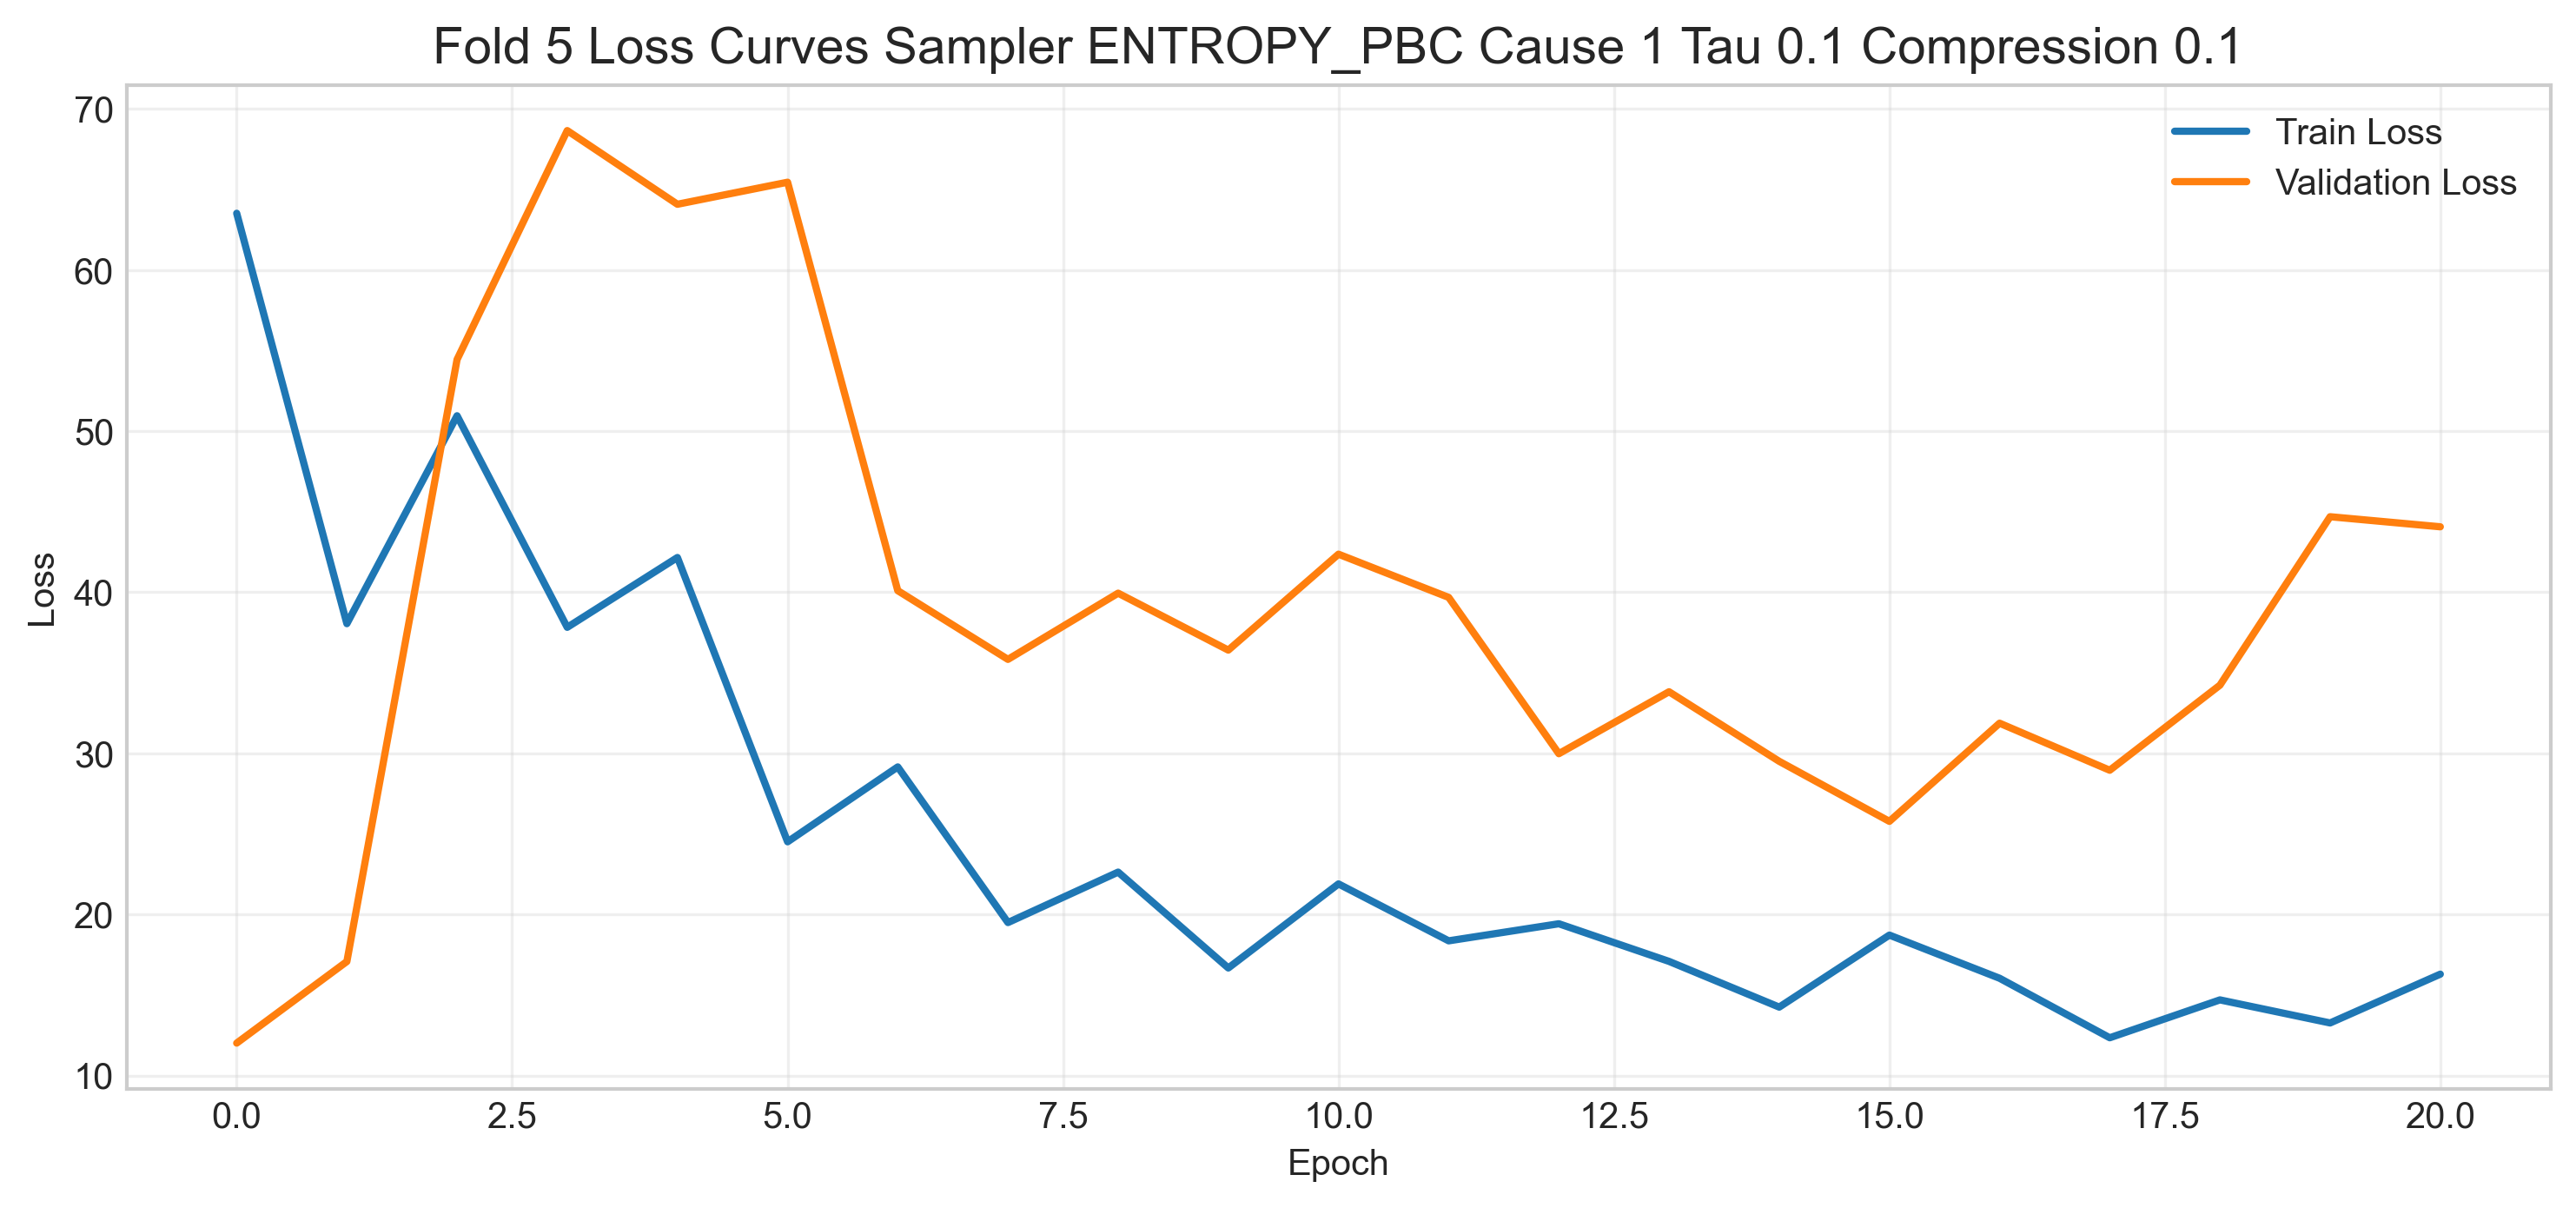 Fold 5 Loss Curves Sampler ENTROPY_PBC Cause 1 Tau 0.1 Compression 0.1
Train Loss
Validation Loss
Loss
70
60
50
40
30
20
10
0.0 2.5 5.0 7.5 10.0 12.5 15.0 17.5 20.0
Epoch